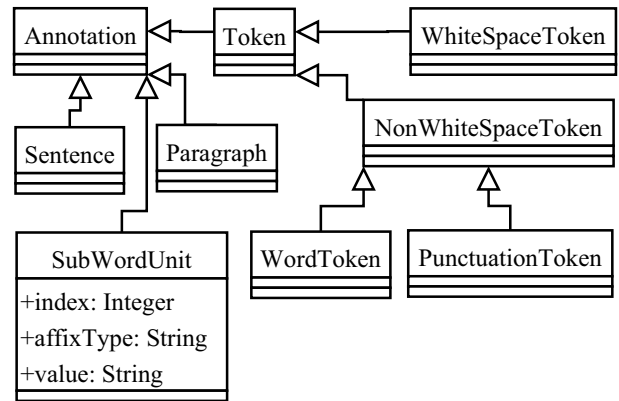 Annotation
Token
WhiteSpaceToken
NonWhiteSpaceToken
Sentence
Paragraph
SubWordUnit
+index: Integer
+affixType: String
+value: String
WordToken
PunctuationToken